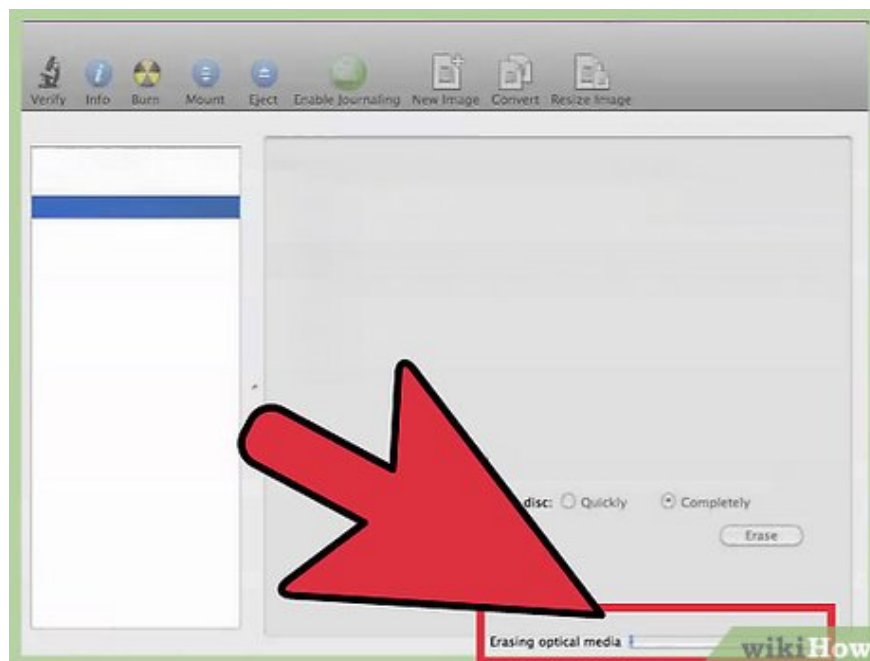 Verify Info Burn Mount Eject Enable Journaling New Image Convert Resize Image
disc: Quickly Completely
Erase
Erasing optical media
wikiHow